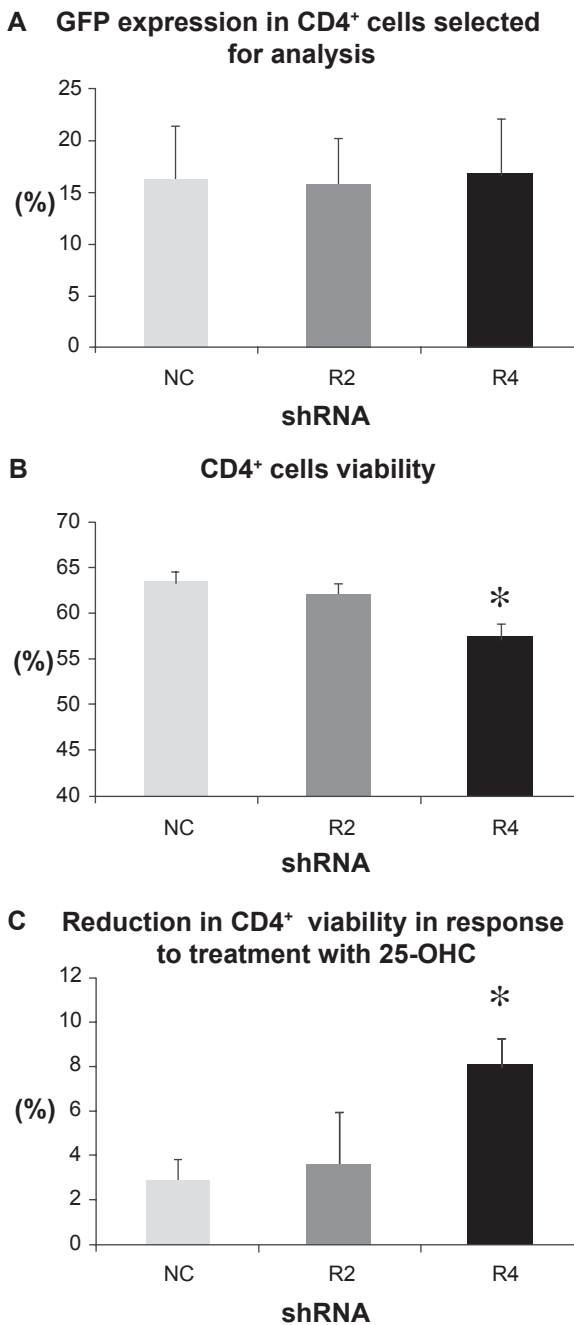 A GFP expression in CD4⁺ cells selected
for analysis
25
20
(%) 15
10
5
0
NC R2 R4
shRNA
B CD4⁺ cells viability
70
65
60
(%) 55
50
45
40
NC R2 R4
shRNA
C Reduction in CD4⁺ viability in response
to treatment with 25-OHC
12
10
8
(%) 6
4
2
0
NC R2 R4
shRNA